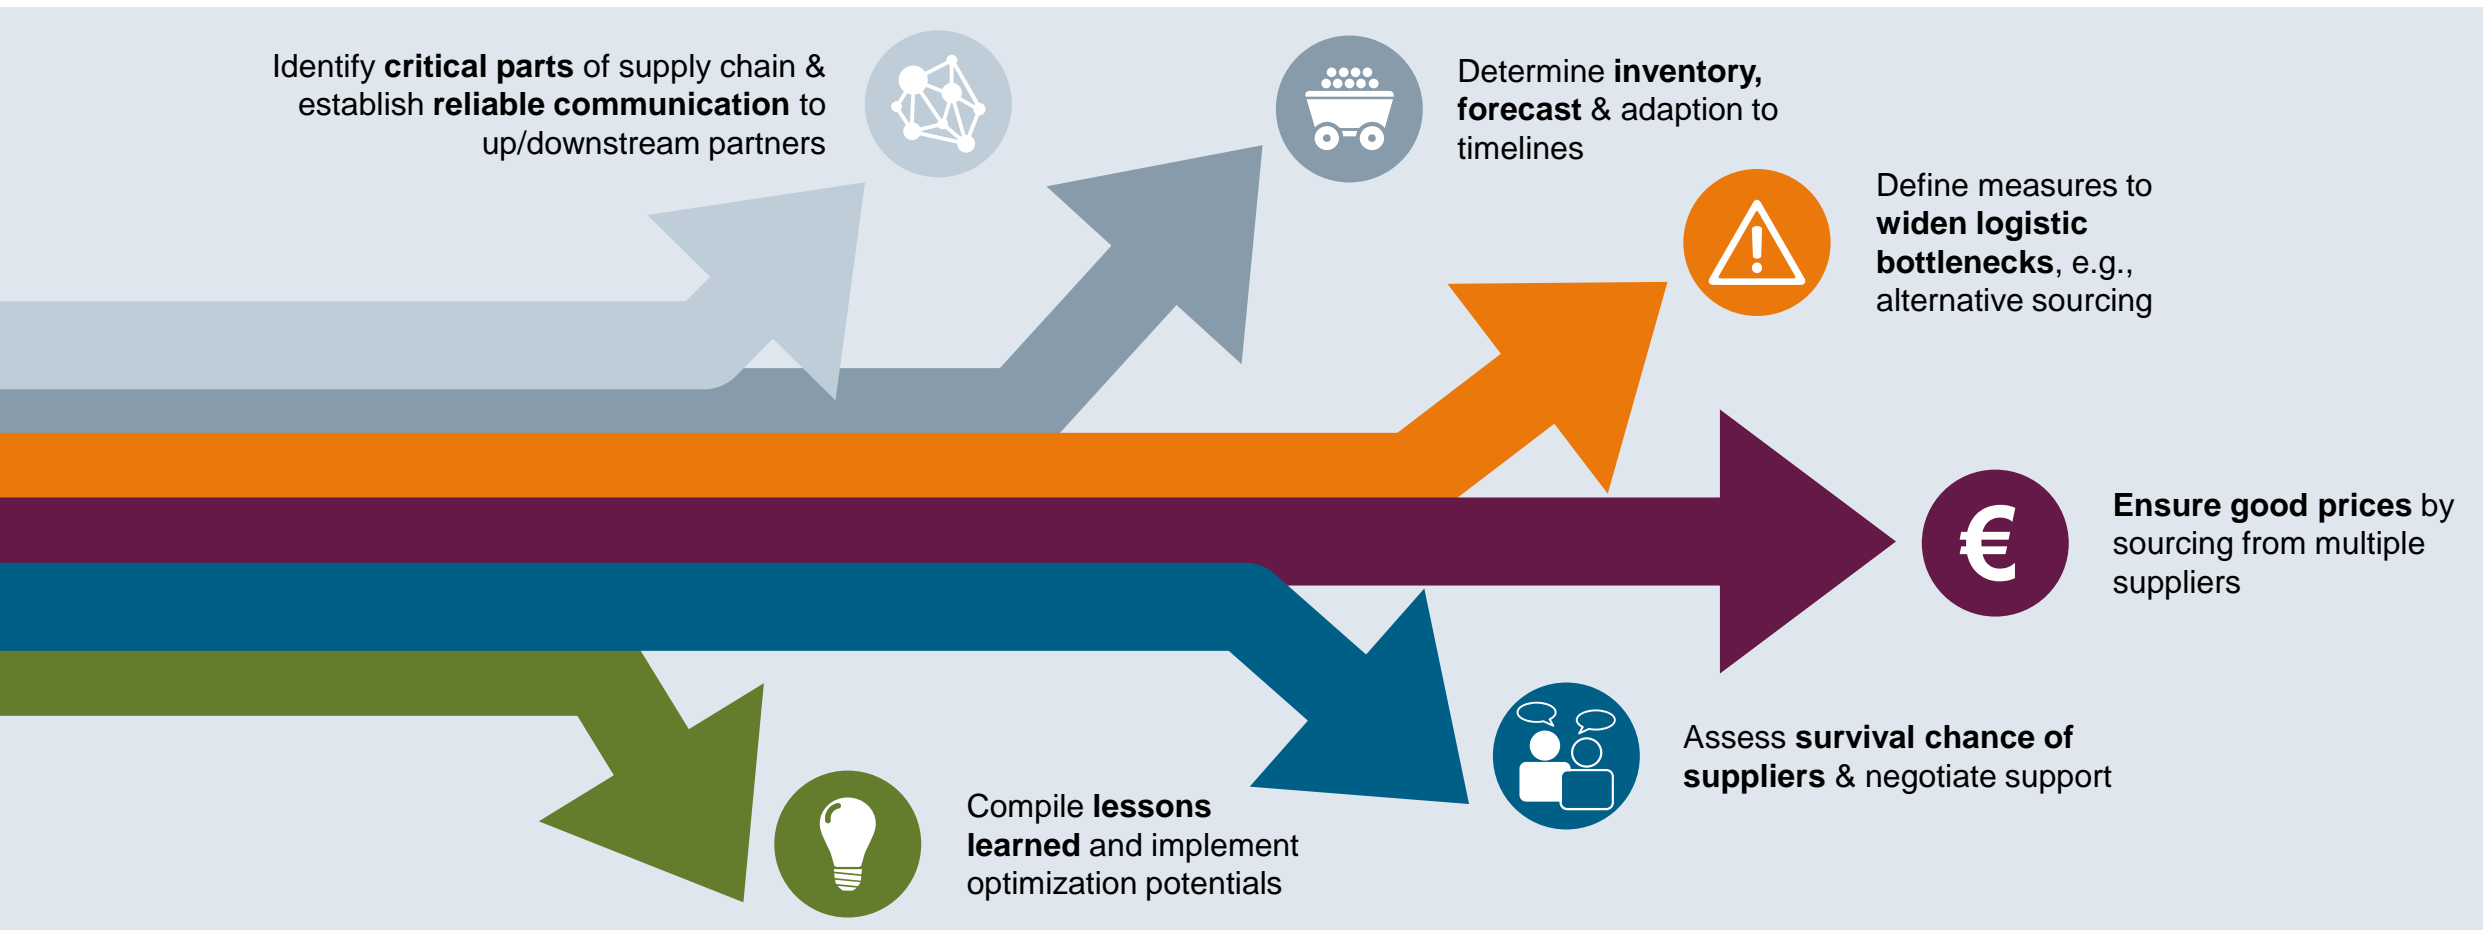 Identify critical parts of supply chain &
establish reliable communication to
up/downstream partners
Determine inventory,
forecast & adaption to
timelines
Define measures to
widen logistic
bottlenecks, e.g.,
alternative sourcing
€
Ensure good prices by
sourcing from multiple
suppliers
Assess survival chance of
suppliers & negotiate support
Compile lessons
learned and implement
optimization potentials